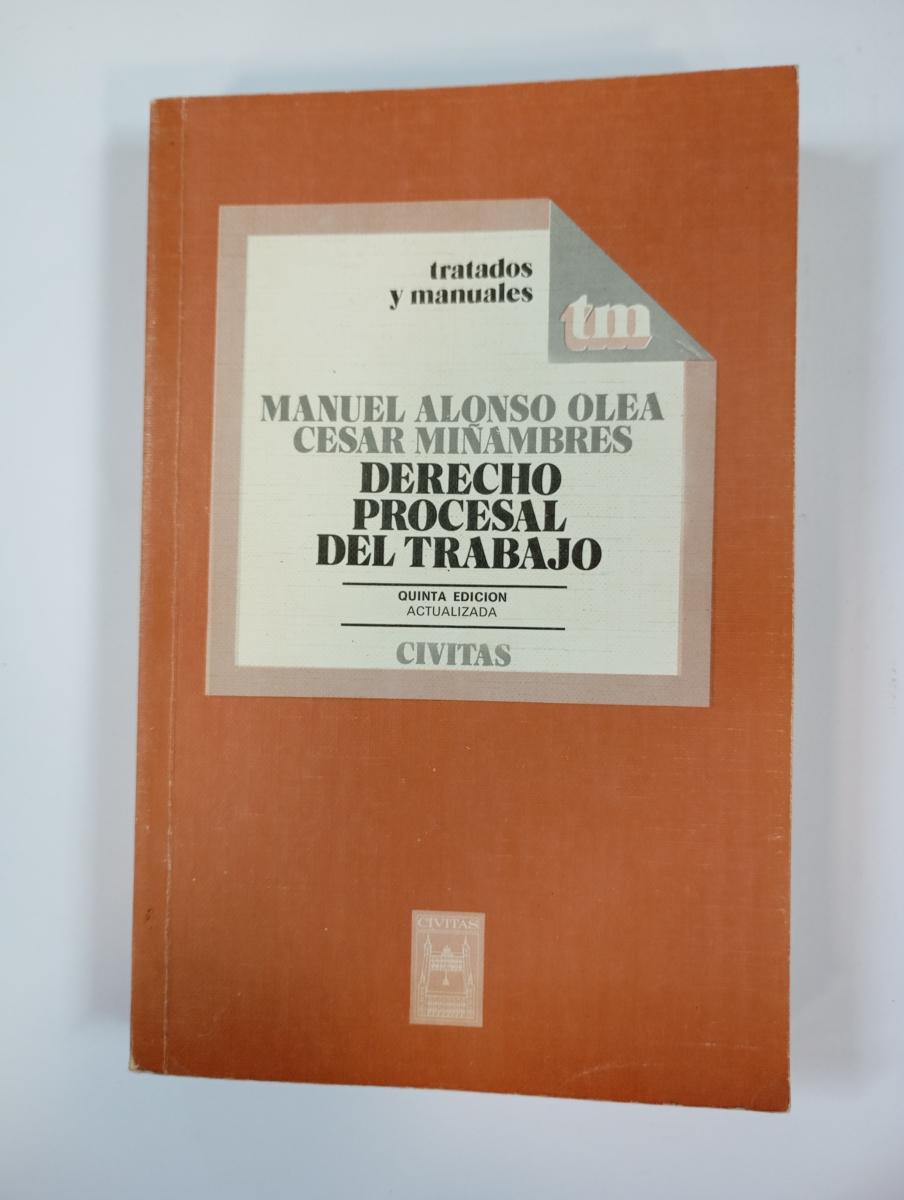 tratados
y manuales
tm
MANUEL ALONSO OLEA
CESAR MIÑAMBRES
DERECHO
PROCESAL
DEL TRABAJO
QUINTA EDICION
ACTUALIZADA
CIVITAS
CIVITAS